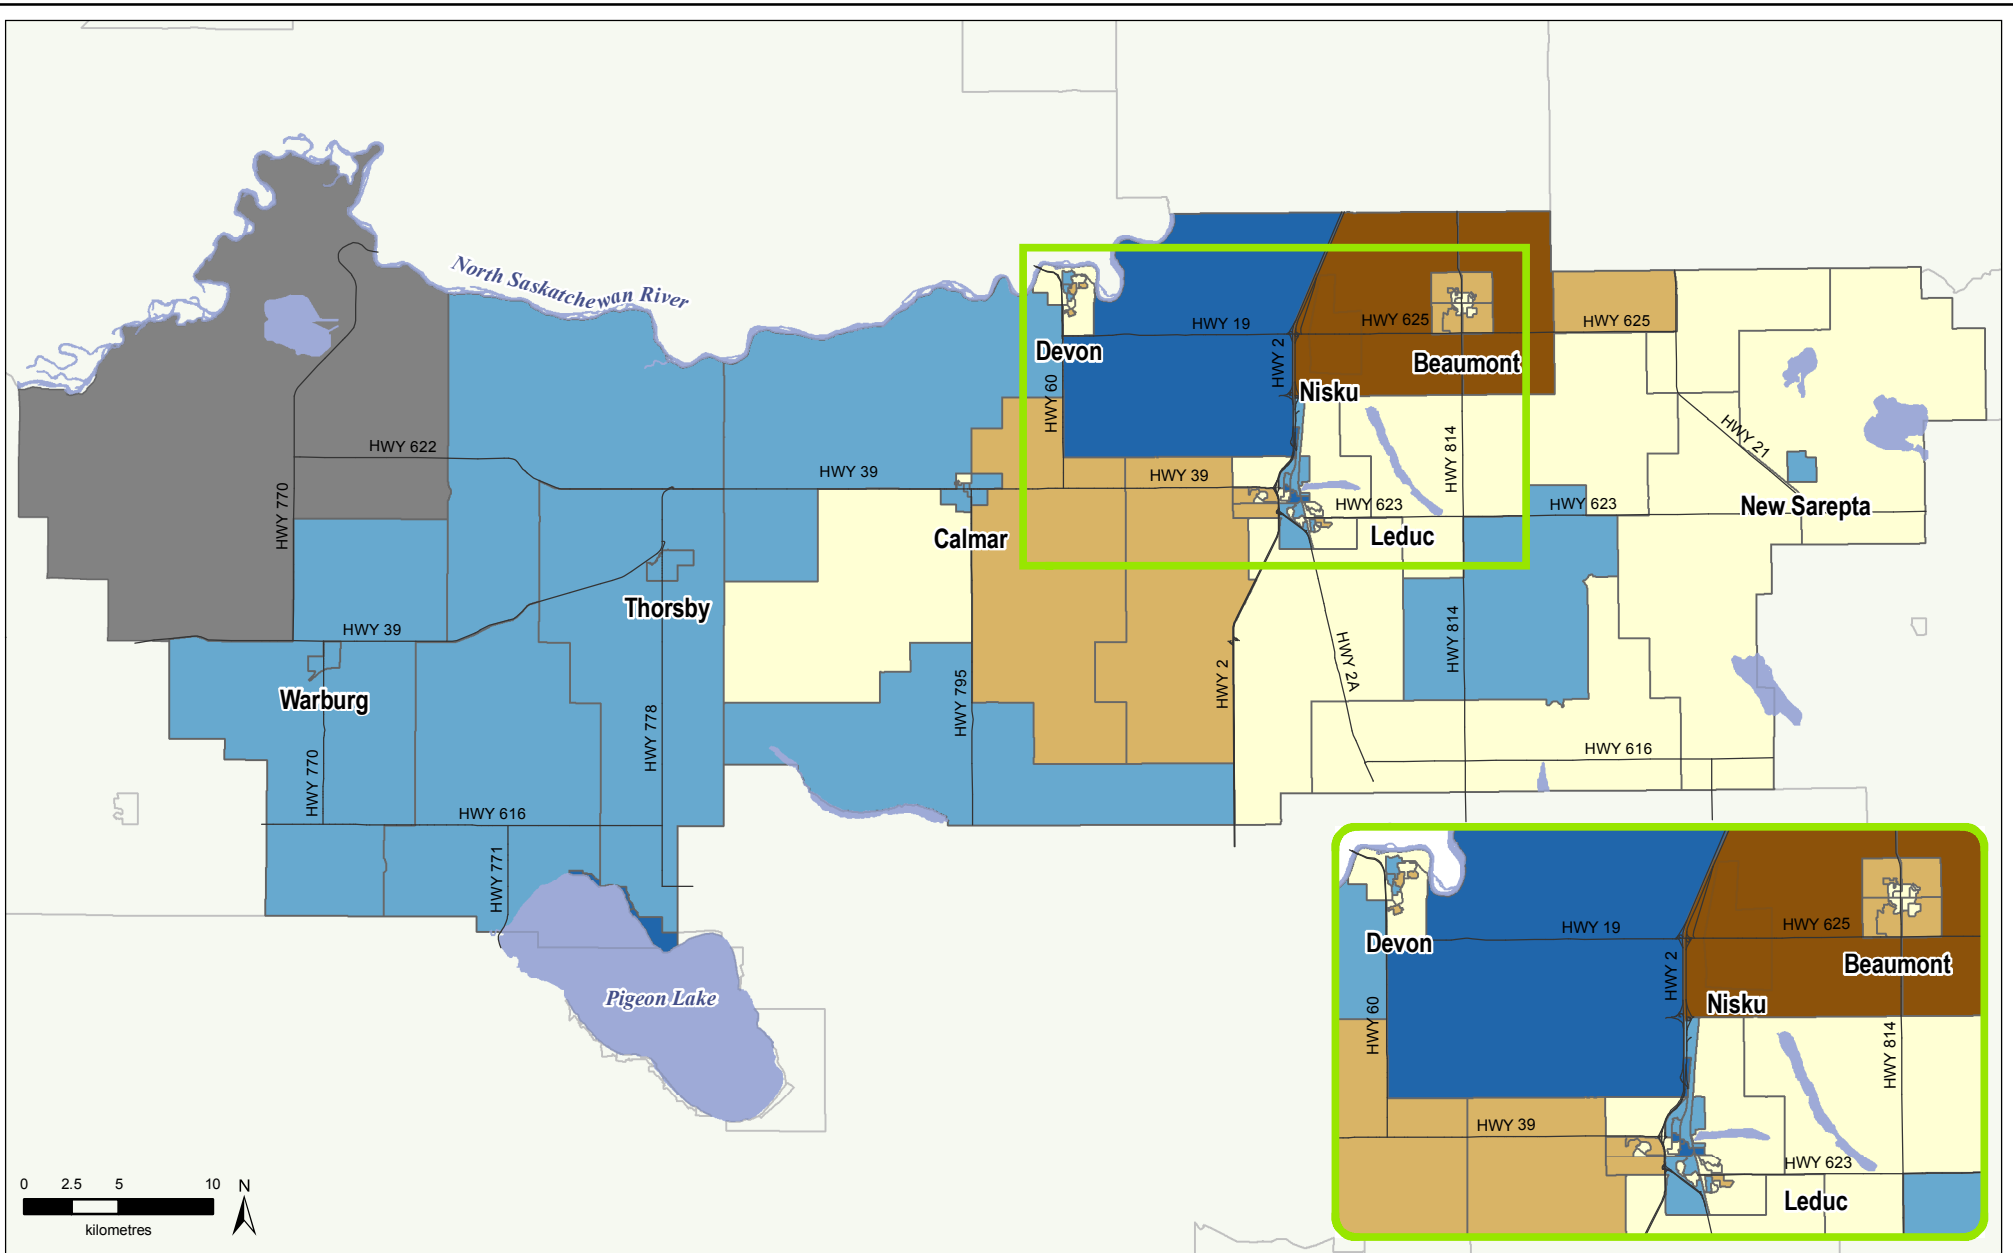 North Saskatchewan River
HWY 19
HWY 625
HWY 625
Devon
Beaumont
HWY 2
Nisku
HWY 60
HWY 622
HWY 814
HWY 21
HWY 39
HWY 39
HWY 770
HWY 623
HWY 623
New Sarepta
Calmar
Leduc
Thorsby
HWY 39
HWY 814
HWY 2A
HWY 2
HWY 795
Warburg
HWY 778
HWY 616
HWY 770
HWY 616
HWY 771
Pigeon Lake
HWY 19
HWY 625
Devon
Beaumont
HWY 2
Nisku
HWY 60
HWY 814
HWY 39
HWY 623
Leduc
0 2.5 5 10
kilometres
N